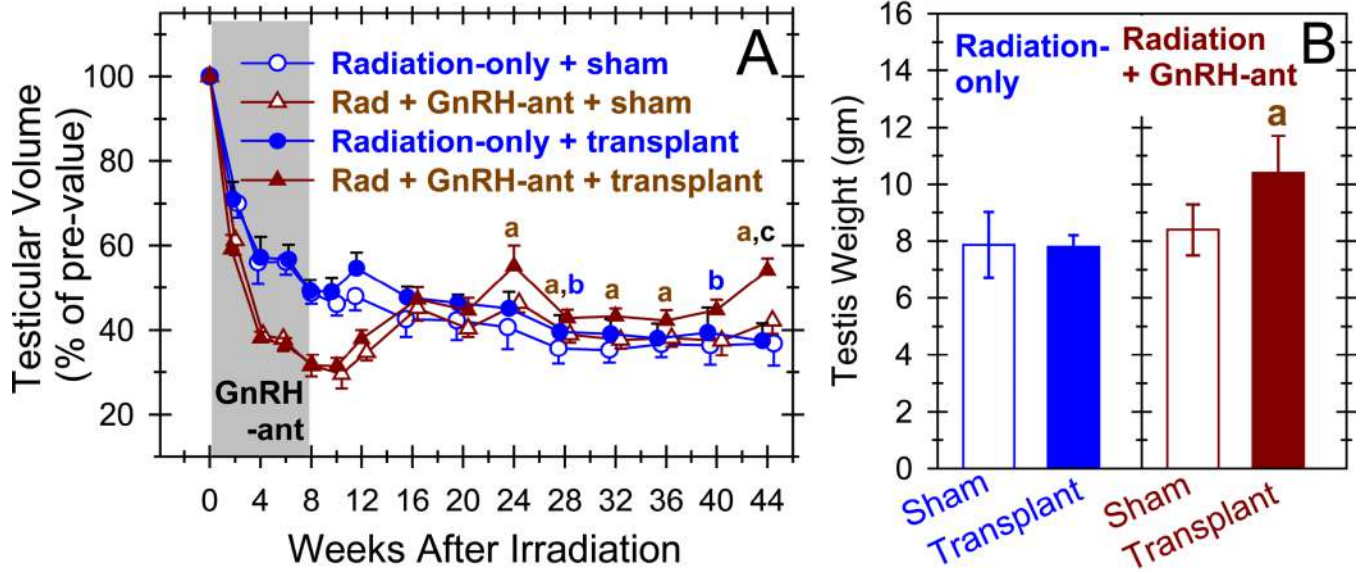 A
Radiation-only + sham
Rad + GnRH-ant + sham
Radiation-only + transplant
Rad + GnRH-ant + transplant
Testicular Volume
(% of pre-value)
100
80
60
40
20
GnRH
-ant
a
a,b
a
a
b
a,c
0 4 8 12 16 20 24 28 32 36 40 44
Weeks After Irradiation
B
Radiation-
only
Radiation
+ GnRH-ant
a
Testis Weight (gm)
16
14
12
10
8
6
4
2
0
Sham
Transplant
Sham
Transplant